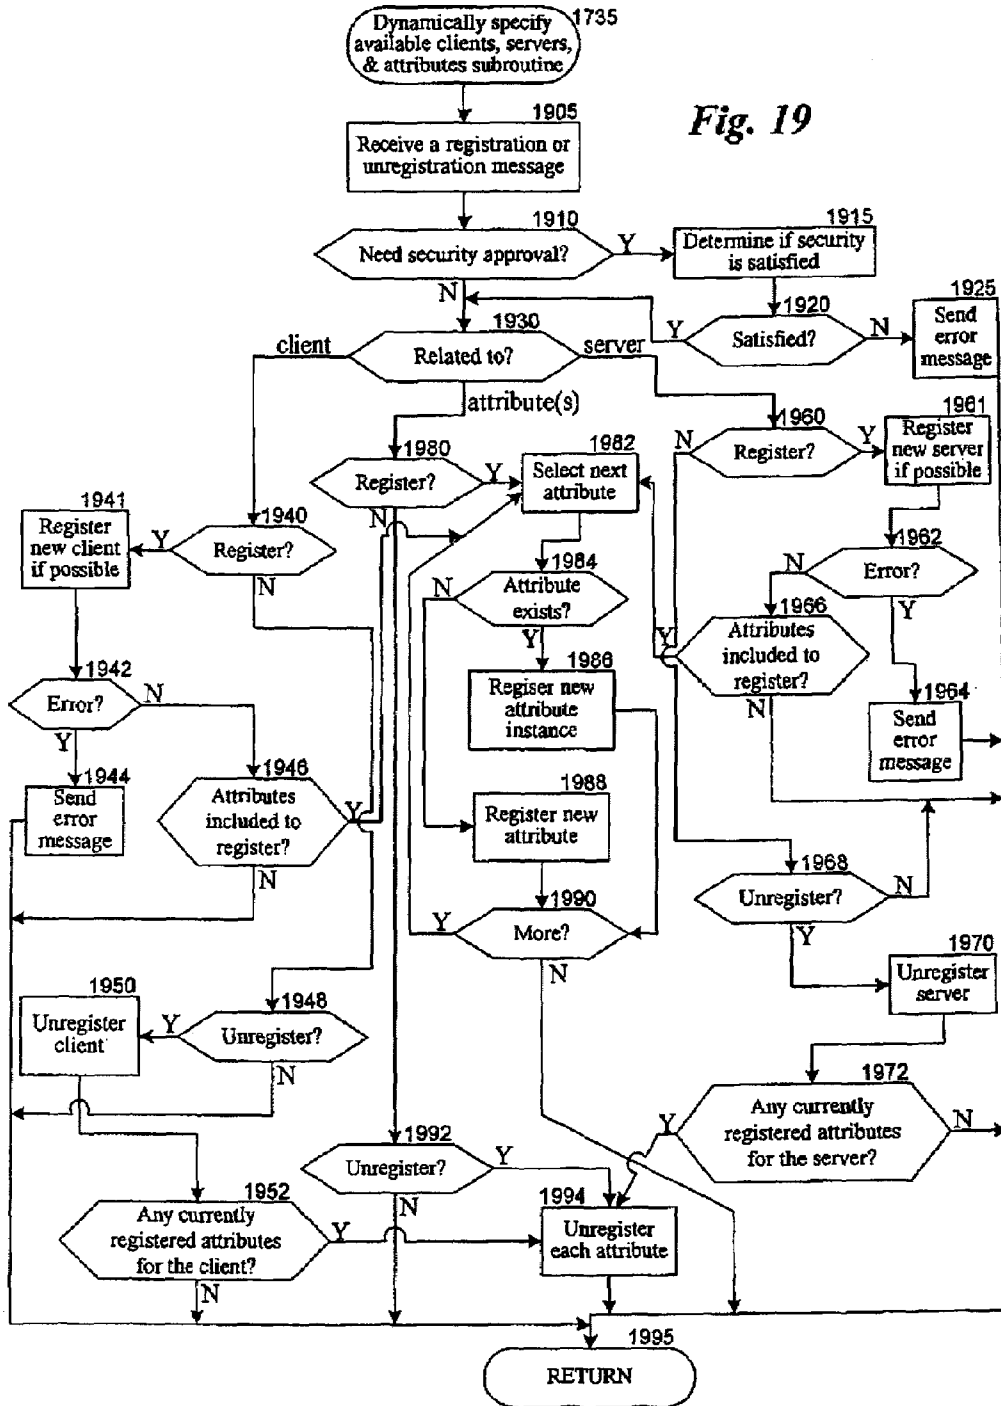 Dynamically specify
available clients, servers,
& attributes subroutine
1735
Fig. 19
1905
Receive a registration or
unregistration message
1910
Need security approval?
Y
N
1915
Determine if security
is satisfied
1920
Satisfied?
Y
N
1925
Send
error
message
1930
Related to?
client
server
attribute(s)
1960
Register?
N
Y
1961
Register
new server
if possible
1980
Register?
Y
N
1982
Select next
attribute
1941
Register
new client
if possible
1940
Register?
Y
N
1984
Attribute
exists?
N
Y
1962
Error?
N
Y
1966
Attributes
included to
register?
Y
N
1986
Regiser new
attribute
instance
1964
Send
error
message
1942
Error?
N
Y
1944
Send
error
message
1946
Attributes
included to
register?
Y
N
1988
Register new
attribute
1968
Unregister?
N
Y
1990
More?
Y
N
1970
Unregister
server
1950
Unregister
client
1948
Unregister?
Y
N
1972
Any currently
registered attributes
for the server?
Y
N
1992
Unregister?
Y
N
1952
Any currently
registered attributes
for the client?
Y
N
1994
Unregister
each attribute
1995
RETURN